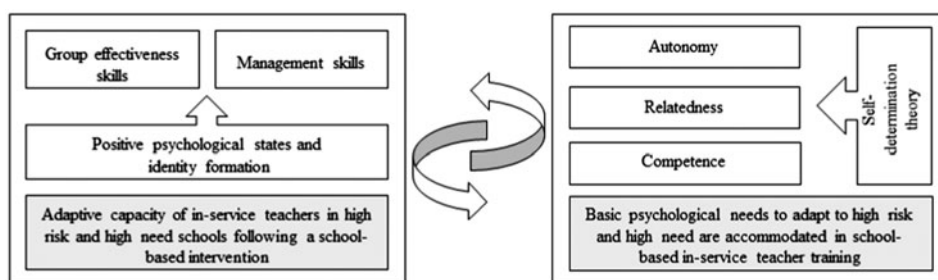 Group effectiveness
skills
Management skills
Positive psychological states and
identity formation
Adaptive capacity of in-service teachers in high
risk and high need schools following a school-
based intervention
Autonomy
Relatedness
Competence
Self-
determination
theory
Basic psychological needs to adapt to high risk
and high need are accommodated in school-
based in-service teacher training